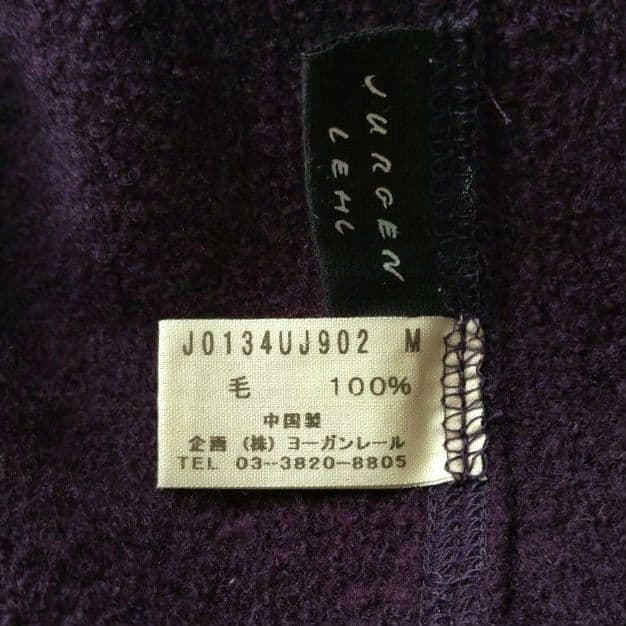 JURGEN
LEHL
J0134UJ902 M
毛 100%
中国製
企画 (株) ヨーガンレール
TEL 03-3820-8805